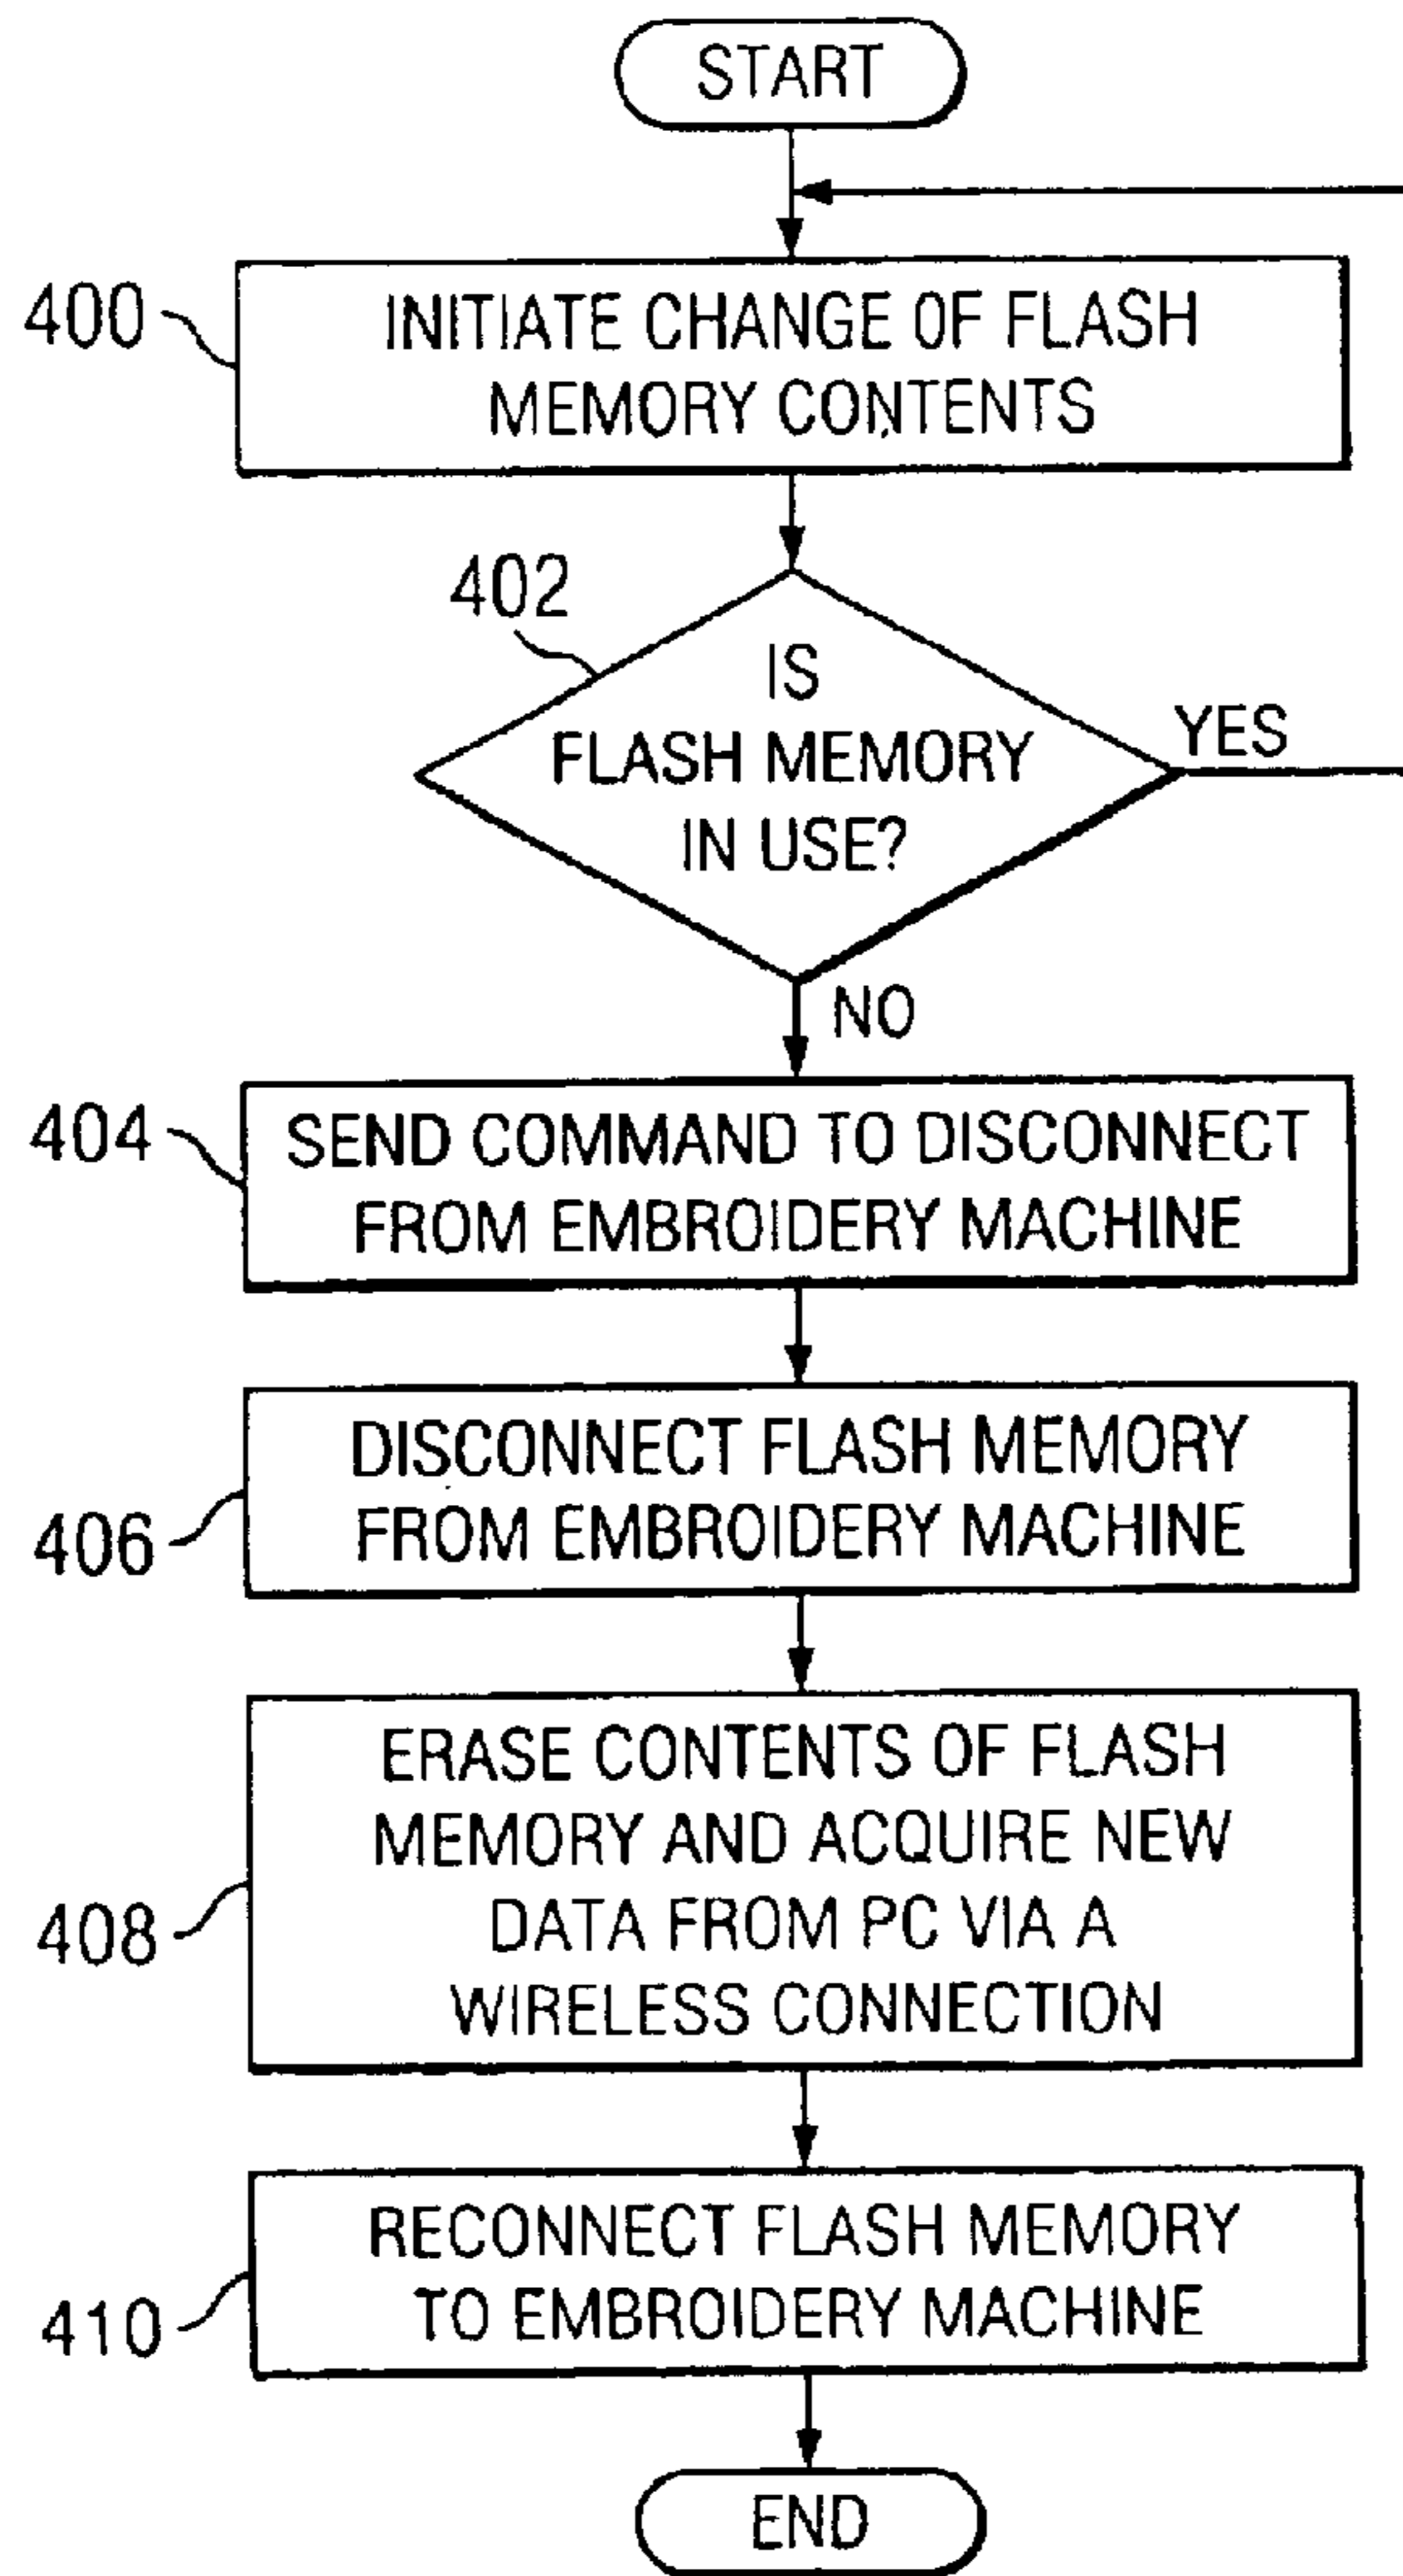 START
400
INITIATE CHANGE OF FLASH
MEMORY CONTENTS
402
IS
FLASH MEMORY
IN USE?
YES
NO
404
SEND COMMAND TO DISCONNECT
FROM EMBROIDERY MACHINE
406
DISCONNECT FLASH MEMORY
FROM EMBROIDERY MACHINE
408
ERASE CONTENTS OF FLASH
MEMORY AND ACQUIRE NEW
DATA FROM PC VIA A
WIRELESS CONNECTION
410
RECONNECT FLASH MEMORY
TO EMBROIDERY MACHINE
END